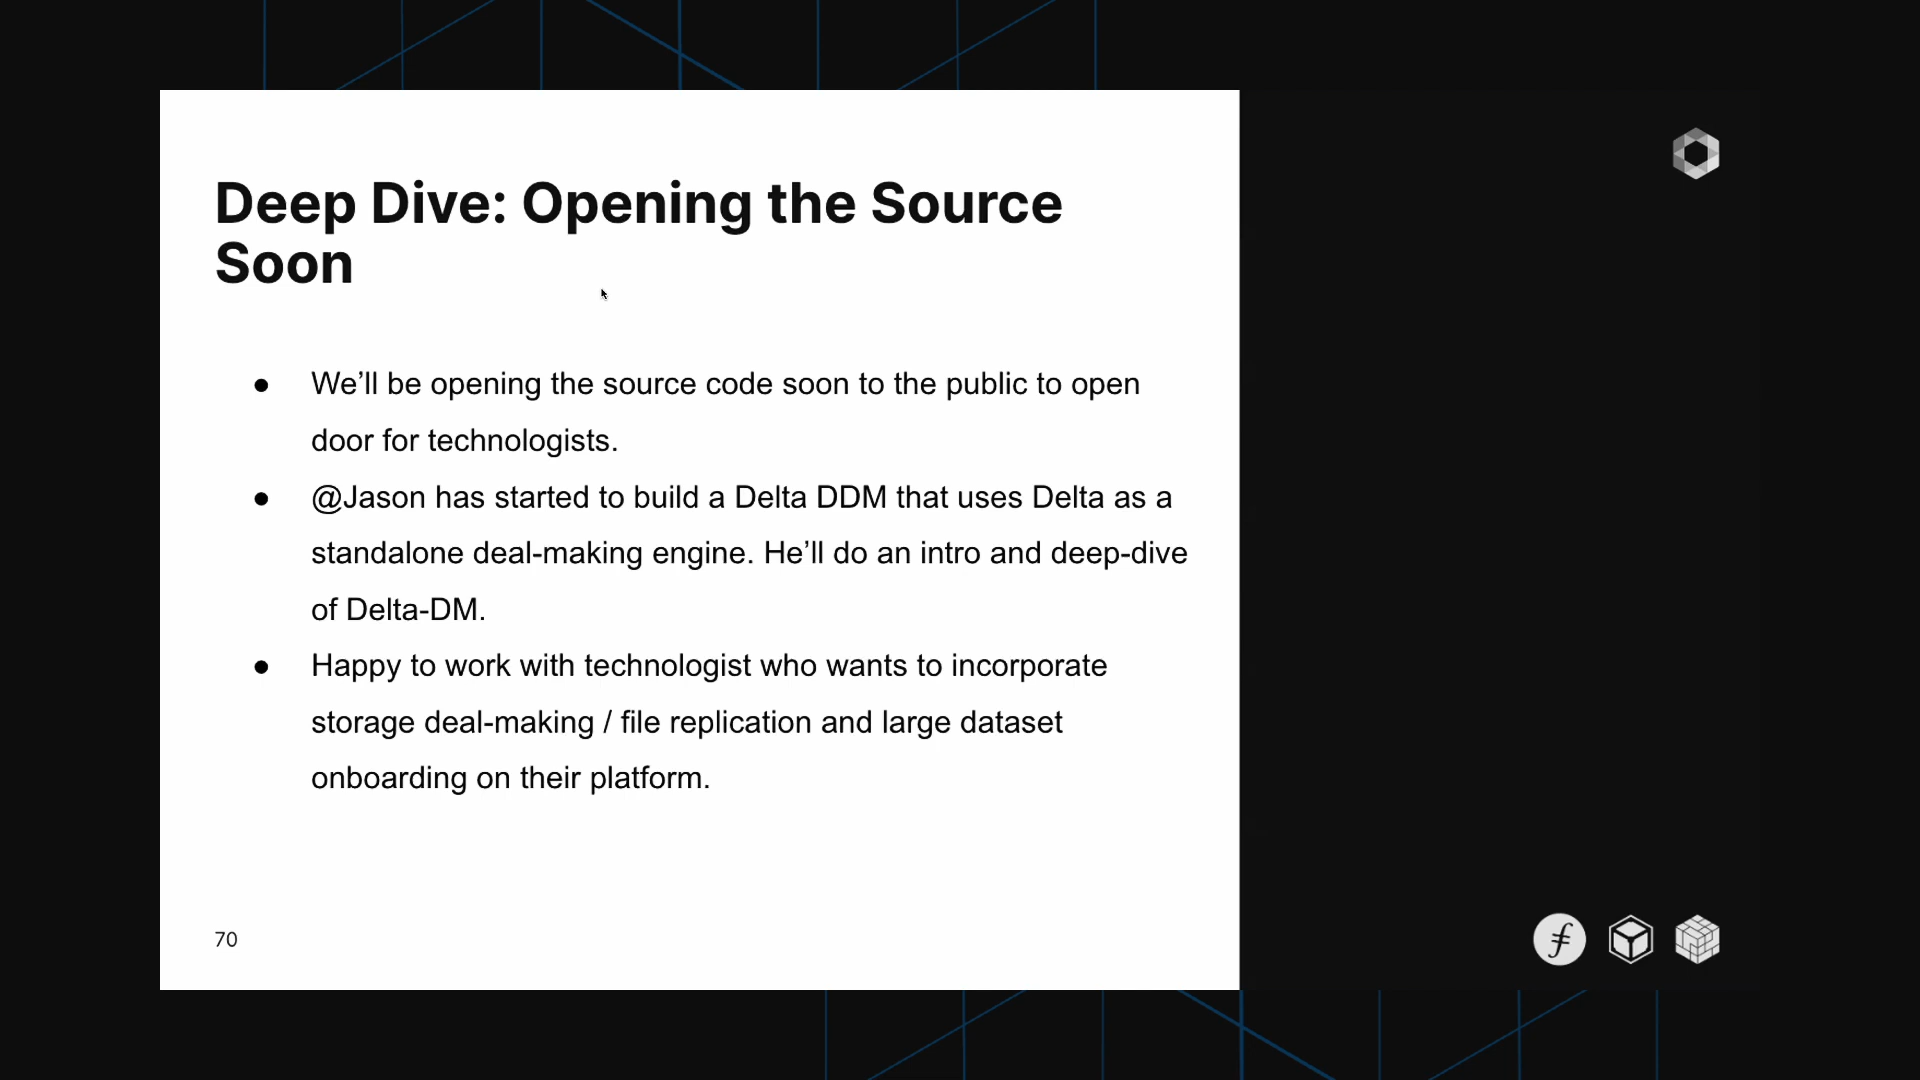 Deep Dive: Opening the Source
Soon
● We’ll be opening the source code soon to the public to open
door for technologists.
● @Jason has started to build a Delta DDM that uses Delta as a
standalone deal-making engine. He’ll do an intro and deep-dive
of Delta-DM.
● Happy to work with technologist who wants to incorporate
storage deal-making / file replication and large dataset
onboarding on their platform.
70